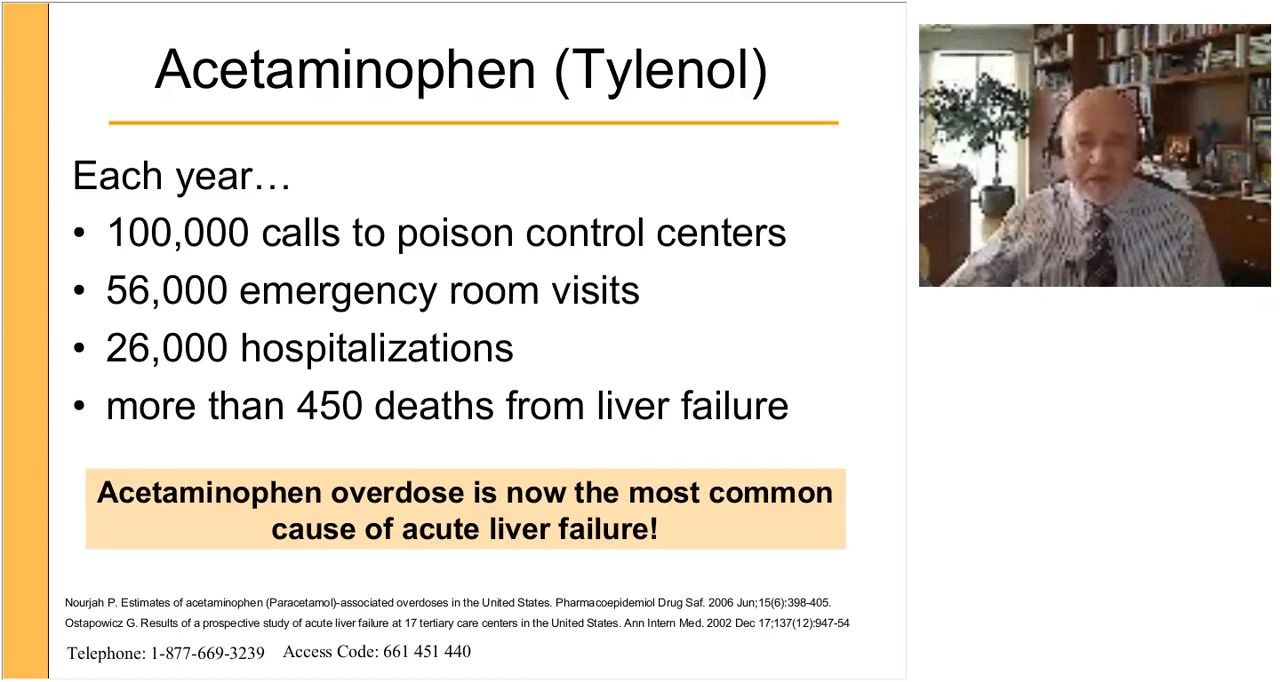 Acetaminophen (Tylenol)
Each year…
• 100,000 calls to poison control centers
• 56,000 emergency room visits
• 26,000 hospitalizations
• more than 450 deaths from liver failure
Acetaminophen overdose is now the most common
cause of acute liver failure!
Nourjah P. Estimates of acetaminophen (Paracetamol)-associated overdoses in the United States. Pharmacoepidemiol Drug Saf. 2006 Jun;15(6):398-405.
Ostapowicz G. Results of a prospective study of acute liver failure at 17 tertiary care centers in the United States. Ann Intern Med. 2002 Dec 17;137(12):947-54
Telephone: 1-877-669-3239 Access Code: 661 451 440